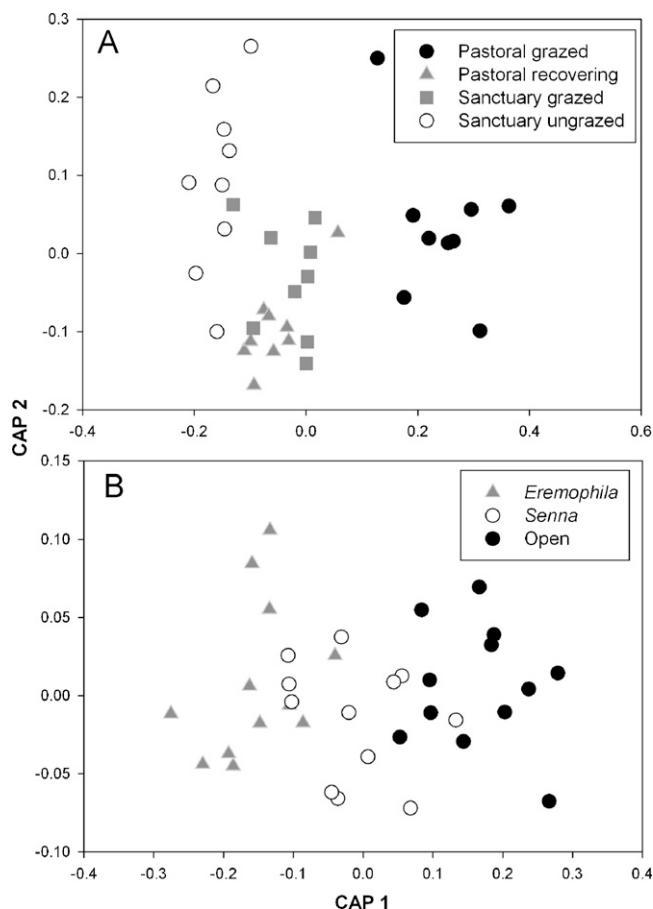 A
Pastoral grazed
Pastoral recovering
Sanctuary grazed
Sanctuary ungrazed
0.3
0.2
0.1
0.0
-0.1
-0.2
-0.4 -0.2 0.0 0.2 0.4 0.6
CAP 2
B
Eremophila
Senna
Open
0.15
0.10
0.05
0.00
-0.05
-0.10
-0.4 -0.3 -0.2 -0.1 0.0 0.1 0.2 0.3 0.4
CAP 1